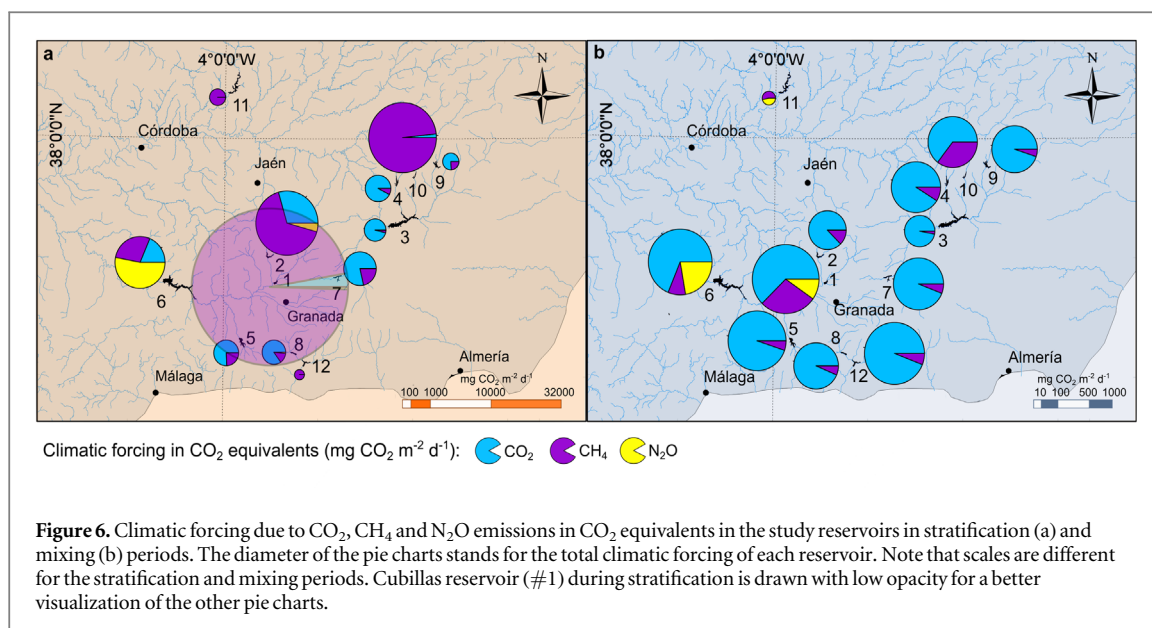 a
4°0'0"W
N
38°0'0"N
11
Córdoba
Jaén
10
9
4
3
2
1
7
6
Granada
5
8
12
Málaga
Almería
mg CO₂ m⁻² d⁻¹
100 1000 10000 32000
b
4°0'0"W
N
38°0'0"N
11
Córdoba
Jaén
10
9
4
3
2
1
7
6
Granada
5
8
12
Málaga
Almería
mg CO₂ m⁻² d⁻¹
10 100 500 1000
Climatic forcing in CO₂ equivalents (mg CO₂ m⁻² d⁻¹): CO₂ CH₄ N₂O
Figure 6. Climatic forcing due to CO₂, CH₄ and N₂O emissions in CO₂ equivalents in the study reservoirs in stratification (a) and
mixing (b) periods. The diameter of the pie charts stands for the total climatic forcing of each reservoir. Note that scales are different
for the stratification and mixing periods. Cubillas reservoir (#1) during stratification is drawn with low opacity for a better
visualization of the other pie charts.